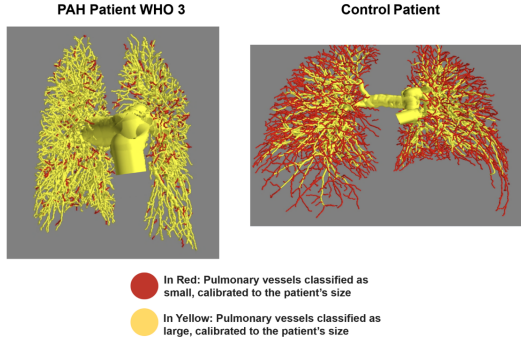 PAH Patient WHO 3
Control Patient
In Red: Pulmonary vessels classified as
small, calibrated to the patient's size
In Yellow: Pulmonary vessels classified as
large, calibrated to the patient's size